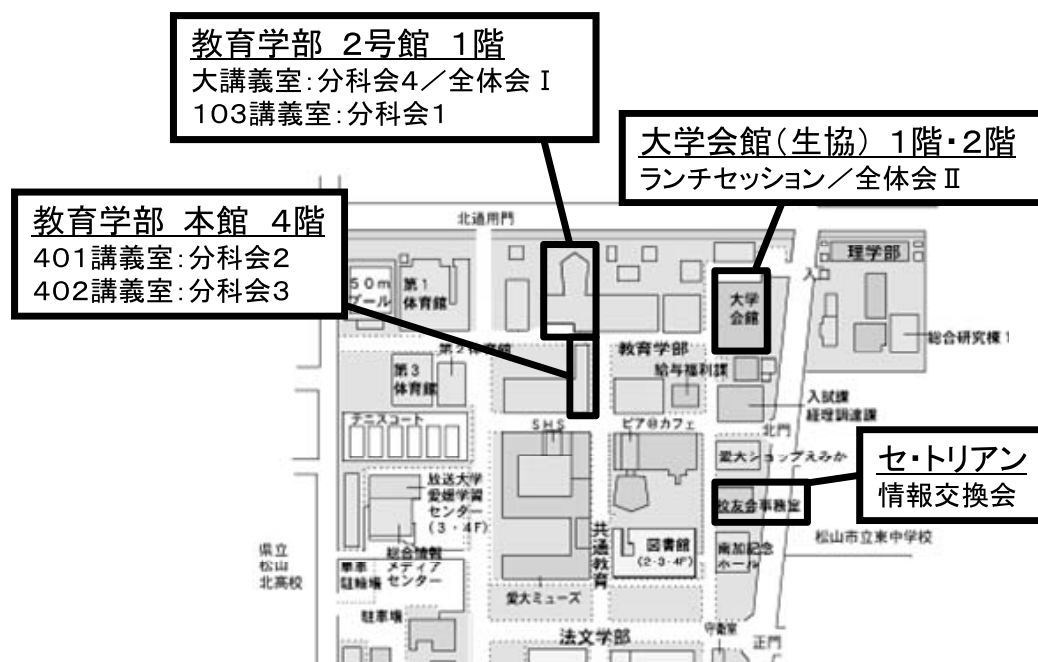 教育学部 2号館 1階
大講義室:分科会4/全体会Ⅰ
103講義室:分科会1
大学会館(生協) 1階・2階
ランチセッション/全体会Ⅱ
教育学部 本館 4階
401講義室:分科会2
402講義室:分科会3
北通用門
理学部
入
50m
プール
第1
体育館
大学
会館
総合研究棟1
第2体育館
教育学部
給与福利課
第3
体育館
入試課
経理調達課
テニスコート
SHS
ピア@カフェ
北門
愛大ショップえみか
セ・トリアン
情報交換会
放送大学
愛媛学習
センター
(3・4F)
校友会事務室
共通教育
図書館
(2・3・4F)
南加記念
ホール
松山市立東中学校
県立
松山
北高校
総合情報
メディア
センター
単車
駐輪場
愛大ミューズ
駐車場
法文学部
守衛室
正門